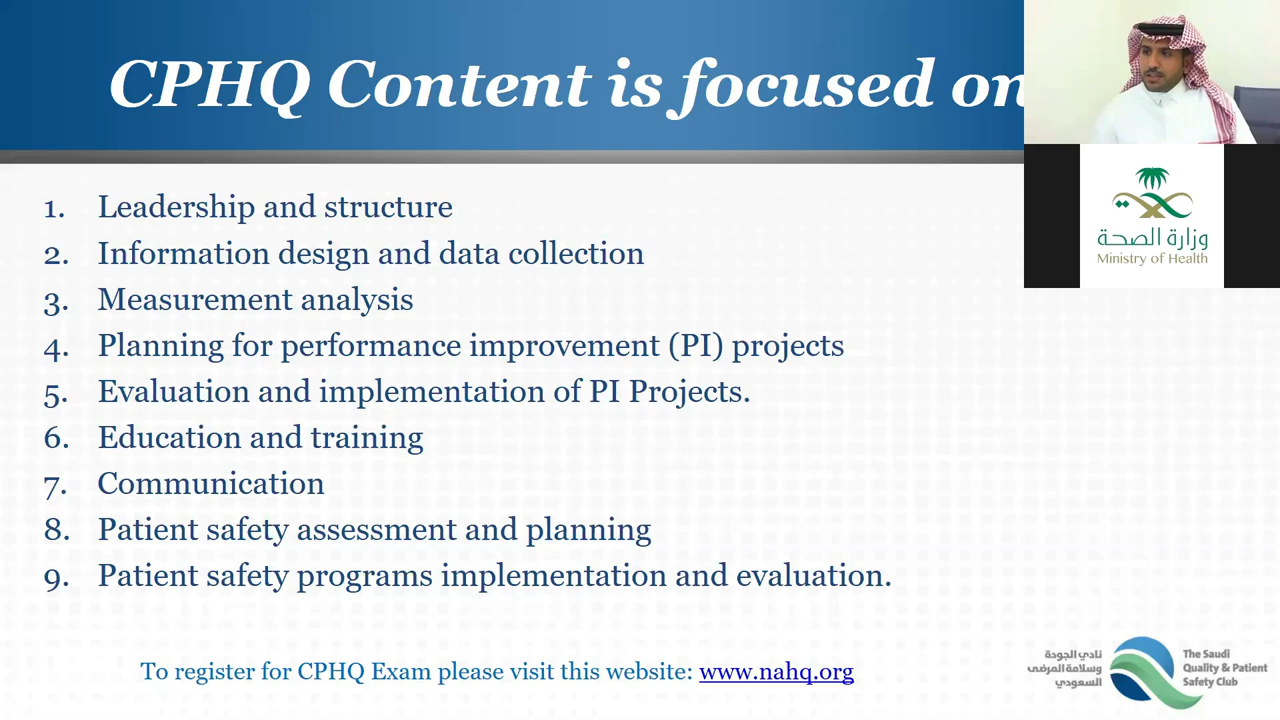 CPHQ Content is focused on
1. Leadership and structure
2. Information design and data collection
3. Measurement analysis
4. Planning for performance improvement (PI) projects
5. Evaluation and implementation of PI Projects.
6. Education and training
7. Communication
8. Patient safety assessment and planning
9. Patient safety programs implementation and evaluation.
To register for CPHQ Exam please visit this website: www.nahq.org
وزارة الصحة
Ministry of Health
نادي الجودة
وسلامة المرضى
السعودي
The Saudi
Quality & Patient
Safety Club